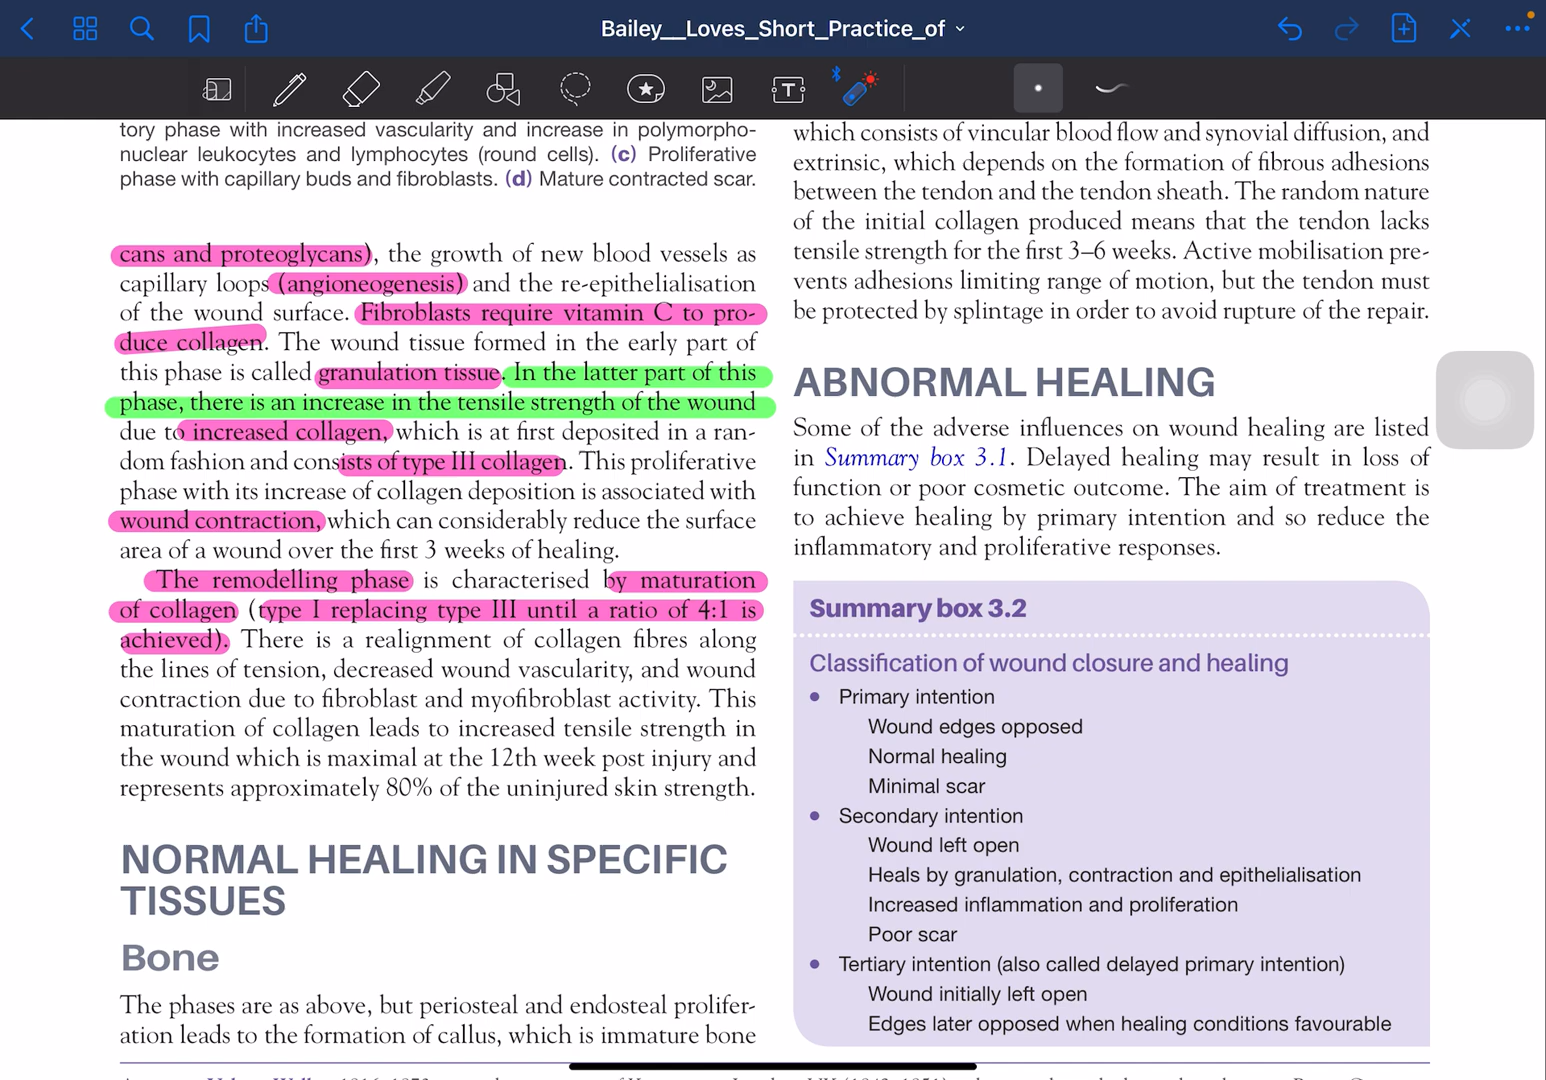 Bailey__Loves_Short_Practice_of
T
tory phase with increased vascularity and increase in polymorpho-
nuclear leukocytes and lymphocytes (round cells). (c) Proliferative
phase with capillary buds and fibroblasts. (d) Mature contracted scar.
cans and proteoglycans), the growth of new blood vessels as
capillary loops (angioneogenesis) and the re-epithelialisation
of the wound surface. Fibroblasts require vitamin C to pro-
duce collagen. The wound tissue formed in the early part of
this phase is called granulation tissue. In the latter part of this
phase, there is an increase in the tensile strength of the wound
due to increased collagen, which is at first deposited in a ran-
dom fashion and consists of type III collagen. This proliferative
phase with its increase of collagen deposition is associated with
wound contraction, which can considerably reduce the surface
area of a wound over the first 3 weeks of healing.
The remodelling phase is characterised by maturation
of collagen (type I replacing type III until a ratio of 4:1 is
achieved). There is a realignment of collagen fibres along
the lines of tension, decreased wound vascularity, and wound
contraction due to fibroblast and myofibroblast activity. This
maturation of collagen leads to increased tensile strength in
the wound which is maximal at the 12th week post injury and
represents approximately 80% of the uninjured skin strength.
NORMAL HEALING IN SPECIFIC
TISSUES
Bone
The phases are as above, but periosteal and endosteal prolifer-
ation leads to the formation of callus, which is immature bone
which consists of vincular blood flow and synovial diffusion, and
extrinsic, which depends on the formation of fibrous adhesions
between the tendon and the tendon sheath. The random nature
of the initial collagen produced means that the tendon lacks
tensile strength for the first 3–6 weeks. Active mobilisation pre-
vents adhesions limiting range of motion, but the tendon must
be protected by splintage in order to avoid rupture of the repair.
ABNORMAL HEALING
Some of the adverse influences on wound healing are listed
in Summary box 3.1. Delayed healing may result in loss of
function or poor cosmetic outcome. The aim of treatment is
to achieve healing by primary intention and so reduce the
inflammatory and proliferative responses.
Summary box 3.2
Classification of wound closure and healing
• Primary intention
Wound edges opposed
Normal healing
Minimal scar
• Secondary intention
Wound left open
Heals by granulation, contraction and epithelialisation
Increased inflammation and proliferation
Poor scar
• Tertiary intention (also called delayed primary intention)
Wound initially left open
Edges later opposed when healing conditions favourable